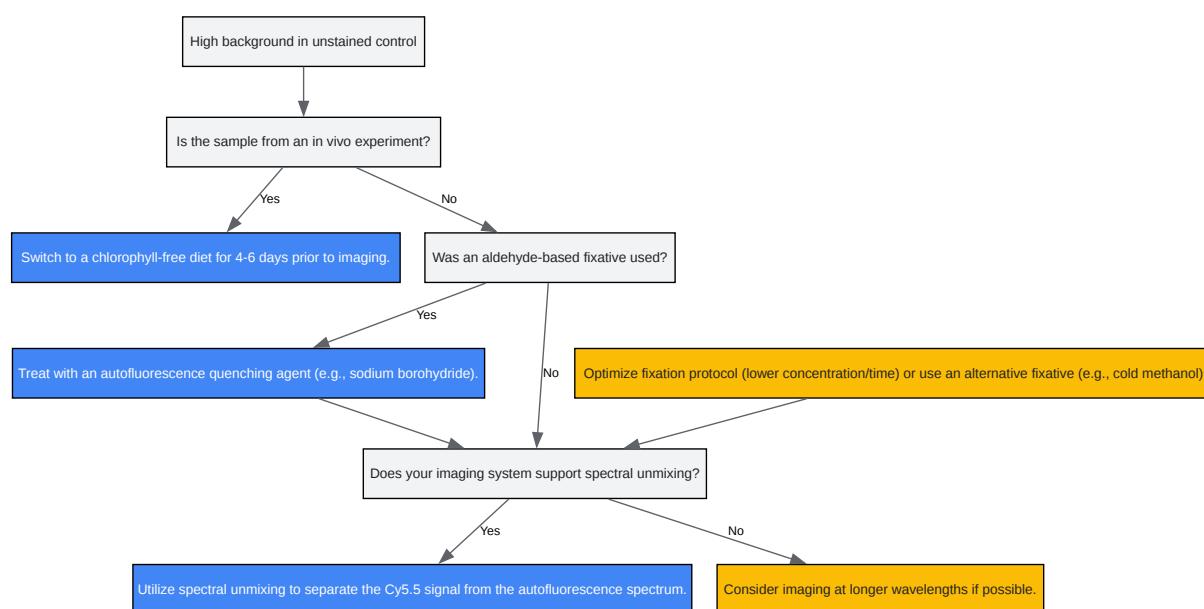 High background in unstained control
Is the sample from an in vivo experiment?
Yes
No
Switch to a chlorophyll-free diet for 4-6 days prior to imaging.
Was an aldehyde-based fixative used?
Yes
No
Treat with an autofluorescence quenching agent (e.g., sodium borohydride).
Optimize fixation protocol (lower concentration/time) or use an alternative fixative (e.g., cold methanol)
Does your imaging system support spectral unmixing?
Yes
No
Utilize spectral unmixing to separate the Cy5.5 signal from the autofluorescence spectrum.
Consider imaging at longer wavelengths if possible.